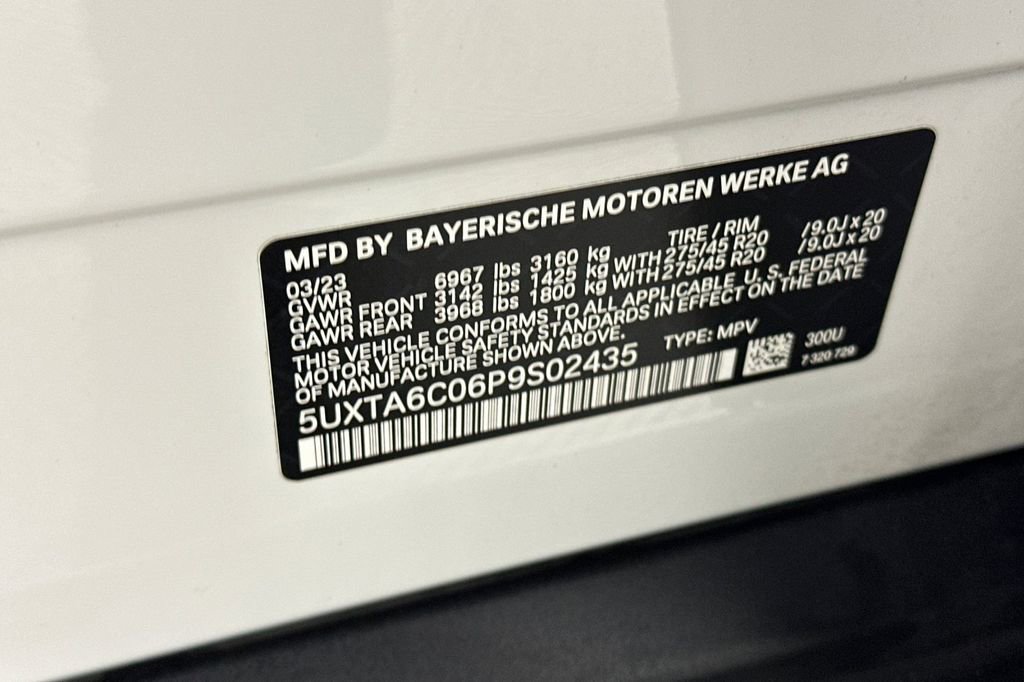 MFD BY BAYERISCHE MOTOREN WERKE AG
03/23 TIRE / RIM
GVWR 6967 lbs 3160 kg
GAWR FRONT 3142 lbs 1425 kg WITH 275/45 R20 /9.0J x 20
GAWR REAR 3968 lbs 1800 kg WITH 275/45 R20 /9.0J x 20
THIS VEHICLE CONFORMS TO ALL APPLICABLE U. S. FEDERAL
MOTOR VEHICLE SAFETY STANDARDS IN EFFECT ON THE DATE
OF MANUFACTURE SHOWN ABOVE. TYPE: MPV
5UXTA6C06P9S02435
300U
7 320 729